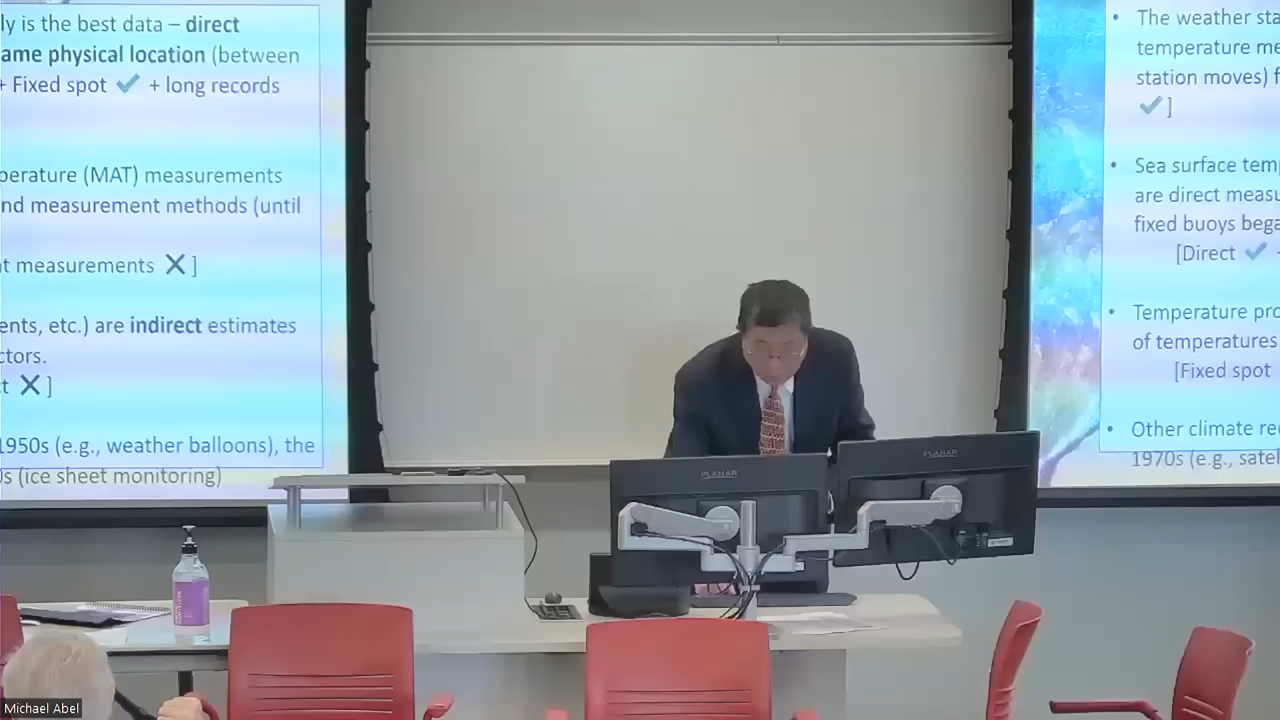 ly is the best data – direct
ame physical location (between
+ Fixed spot ✔ + long records
perature (MAT) measurements
nd measurement methods (until
t measurements ✕ ]
ents, etc.) are indirect estimates
ctors.
t ✕ ]
1950s (e.g., weather balloons), the
0s (ice sheet monitoring)
• The weather sta
temperature me
station moves) f
✔ ]
• Sea surface temp
are direct measu
fixed buoys bega
[Direct ✔ -
• Temperature pro
of temperatures
[Fixed spot
• Other climate re
1970s (e.g., satel
PLANAR
PLANAR
Michael Abel